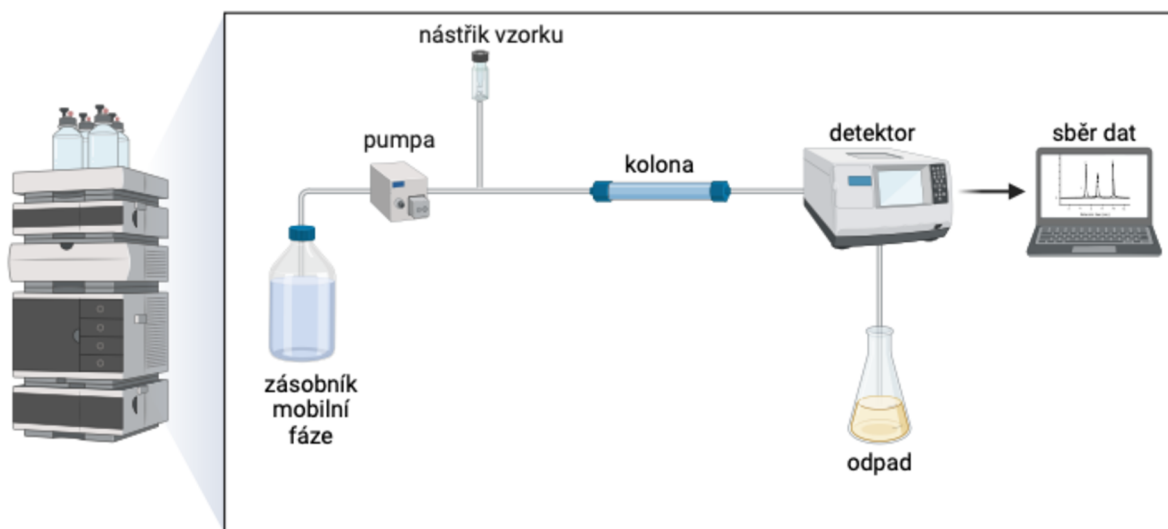 nástřik vzorku
pumpa
kolona
detektor
sběr dat
zásobník
mobilní
fáze
odpad